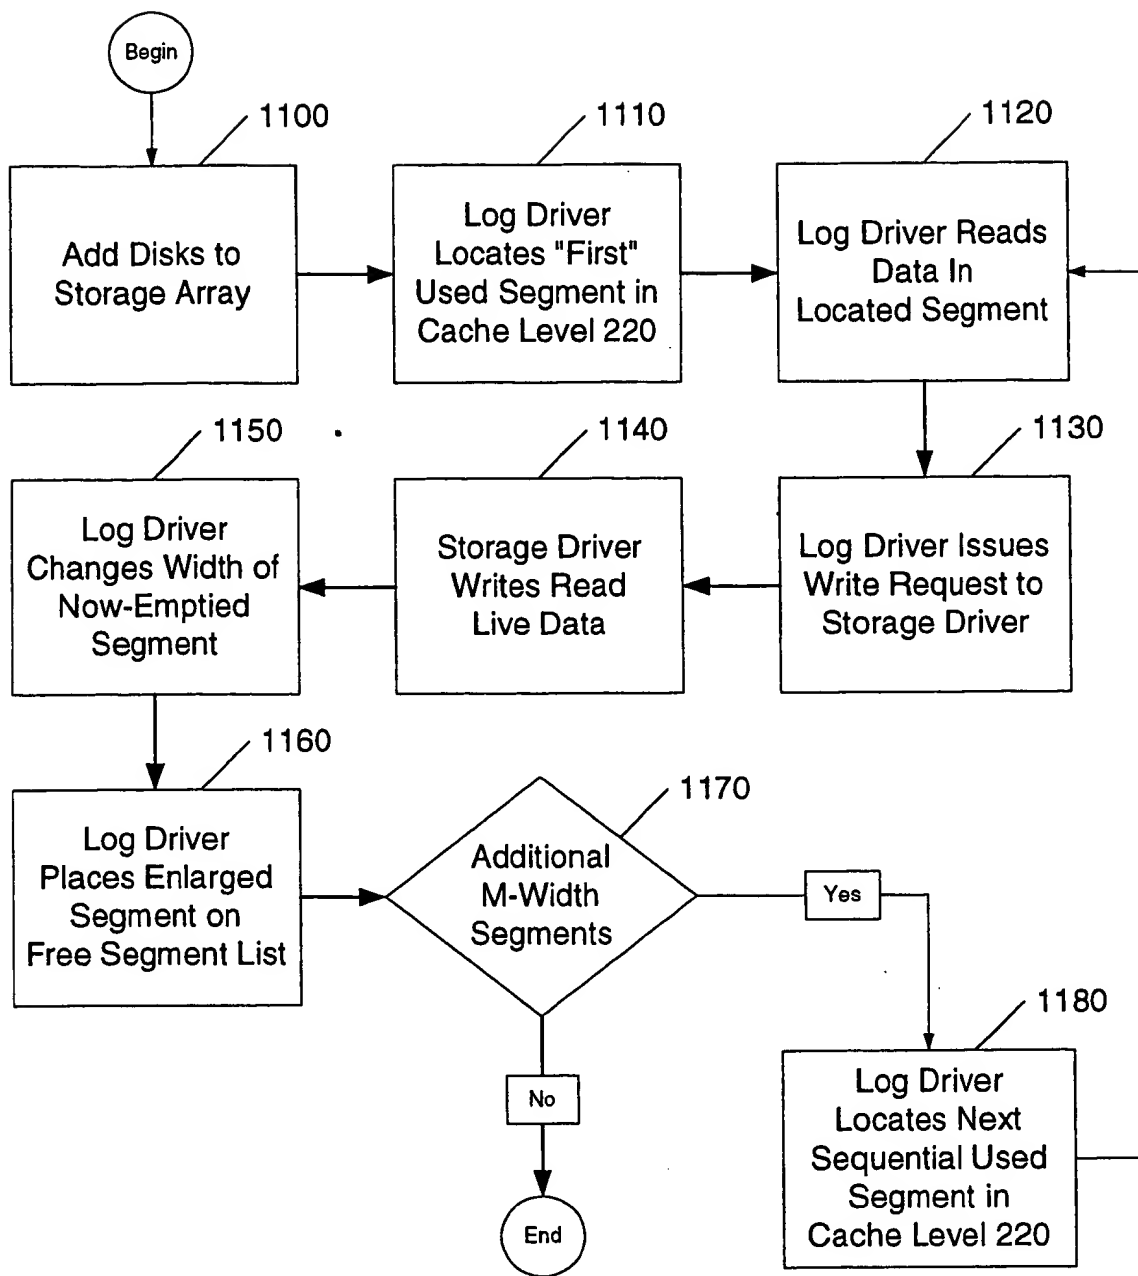 Begin
1100
Add Disks to
Storage Array
1110
Log Driver
Locates "First"
Used Segment in
Cache Level 220
1120
Log Driver Reads
Data In
Located Segment
1130
Log Driver Issues
Write Request to
Storage Driver
1140
Storage Driver
Writes Read
Live Data
1150
Log Driver
Changes Width of
Now-Emptied
Segment
1160
Log Driver
Places Enlarged
Segment on
Free Segment List
1170
Additional
M-Width
Segments
Yes
No
End
1180
Log Driver
Locates Next
Sequential Used
Segment in
Cache Level 220